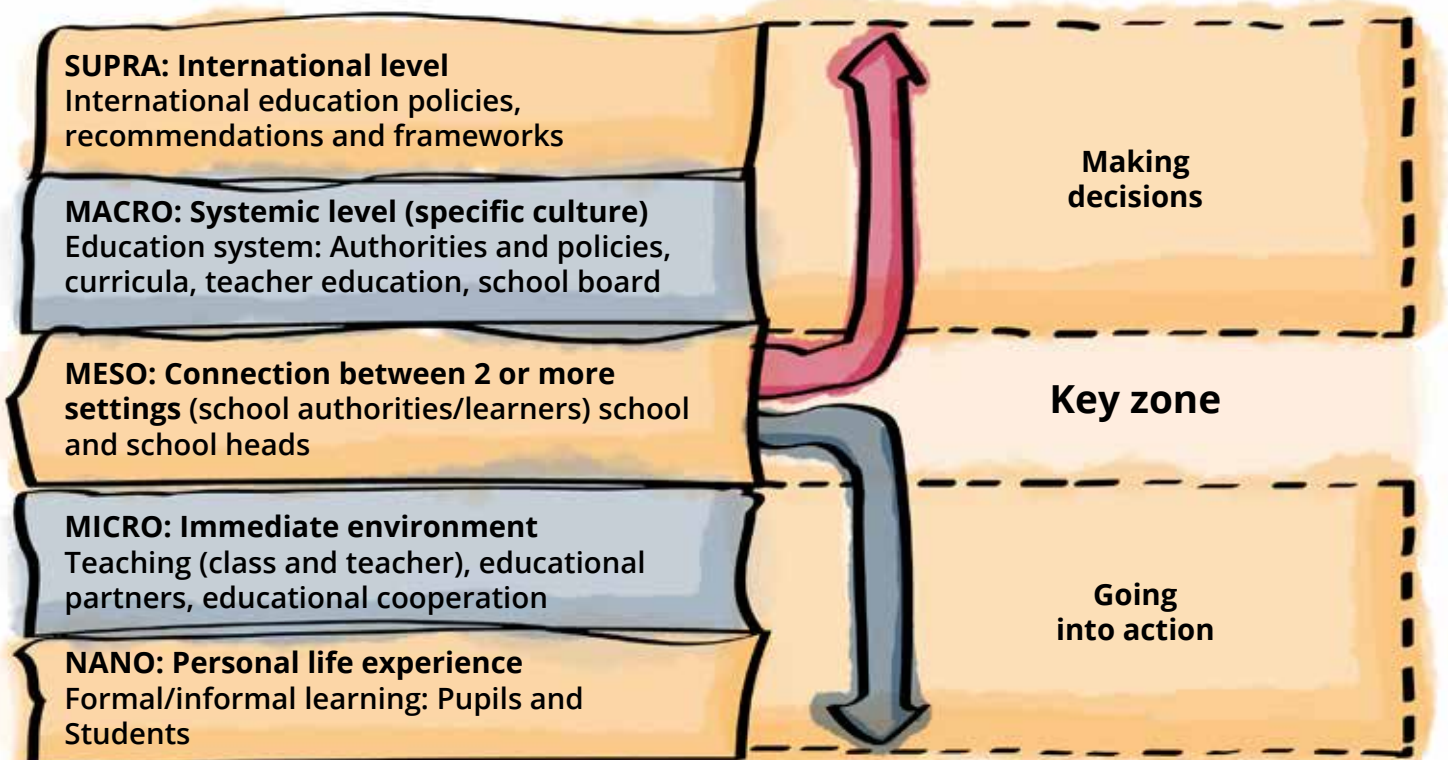 SUPRA: International level
International education policies,
recommendations and frameworks
MACRO: Systemic level (specific culture)
Education system: Authorities and policies,
curricula, teacher education, school board
MESO: Connection between 2 or more
settings (school authorities/learners) school
and school heads
MICRO: Immediate environment
Teaching (class and teacher), educational
partners, educational cooperation
NANO: Personal life experience
Formal/informal learning: Pupils and
Students
Making
decisions
Key zone
Going
into action